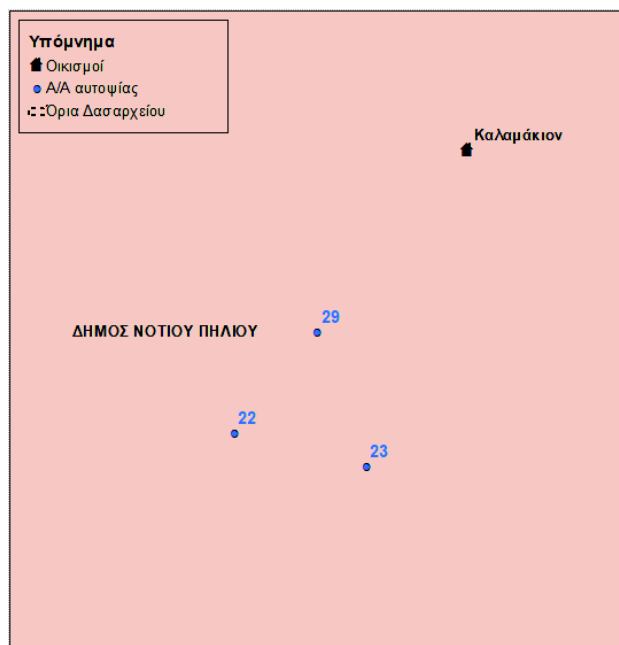 Υπόμνημα
Οικισμοί
Α/Α αυτοψίας
Όρια Δασαρχείου
Καλαμάκιον
29
ΔΗΜΟΣ ΝΟΤΙΟΥ ΠΗΛΙΟΥ
22
23